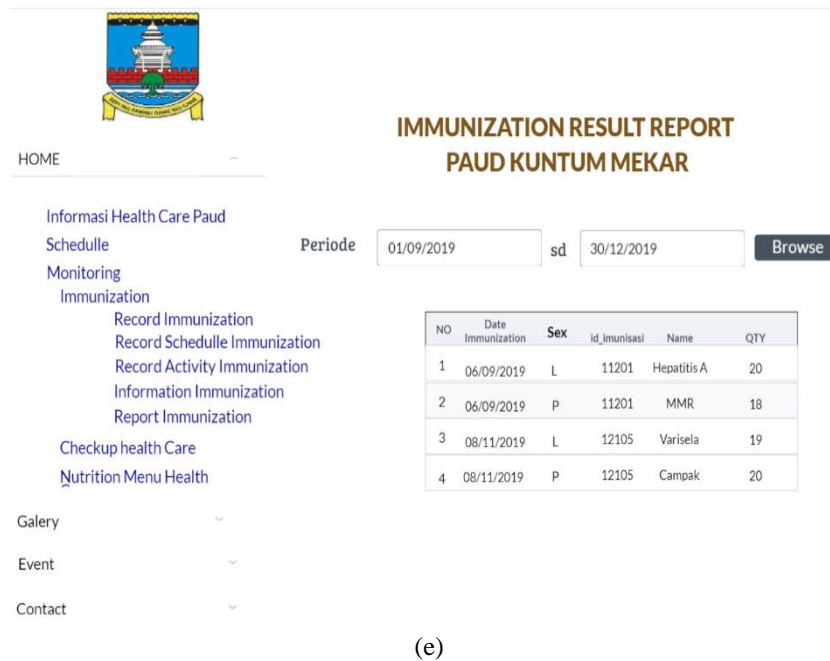 IMMUNIZATION RESULT REPORT
PAUD KUNTUM MEKAR
HOME
Informasi Health Care Paud
Schedulle
Monitoring
Immunization
Record Immunization
Record Schedulle Immunization
Record Activity Immunization
Information Immunization
Report Immunization
Checkup health Care
Nutrition Menu Health
Galery
Event
Contact
Periode 01/09/2019 sd 30/12/2019 Browse
NO Date Immunization Sex id_imunisasi Name QTY
1 06/09/2019 L 11201 Hepatitis A 20
2 06/09/2019 P 11201 MMR 18
3 08/11/2019 L 12105 Varisela 19
4 08/11/2019 P 12105 Campak 20
(e)